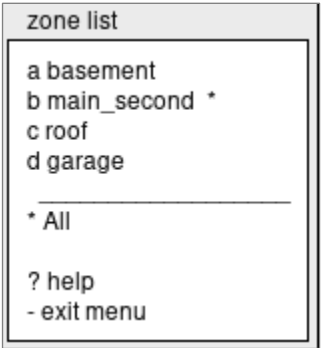 zone list
a basement
b main_second *
c roof
d garage
* All
? help
- exit menu